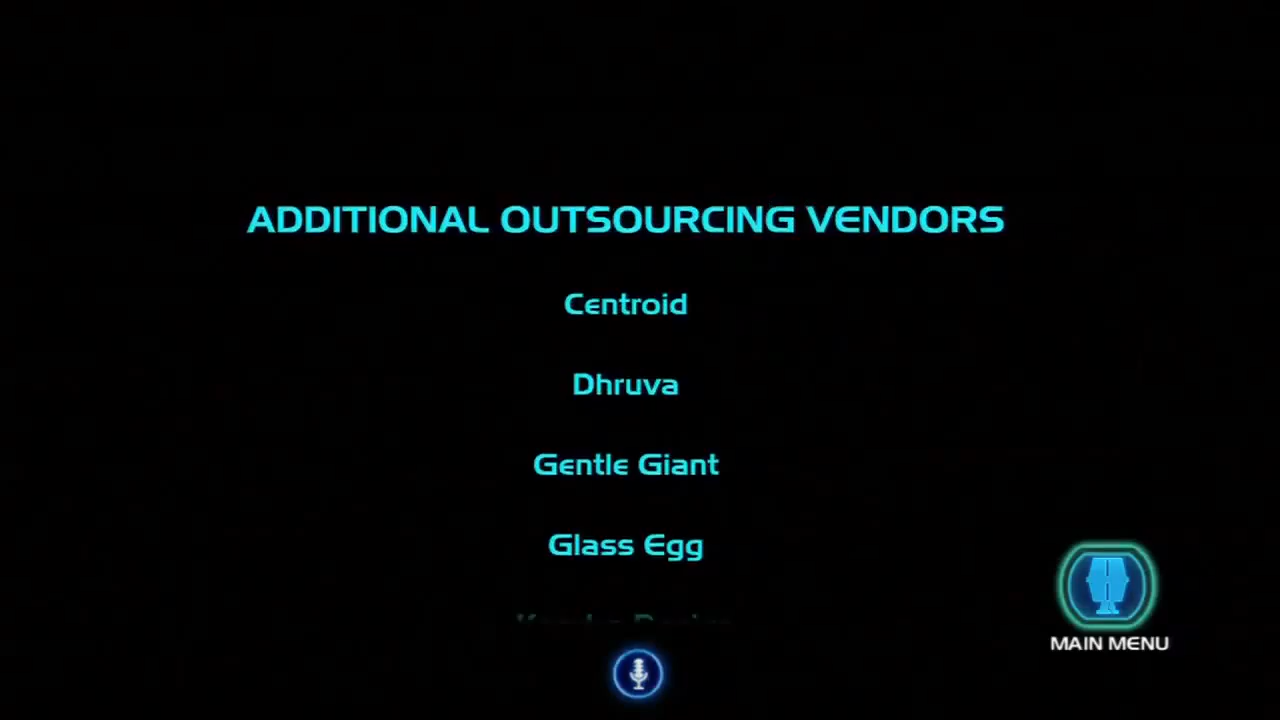 ADDITIONAL OUTSOURCING VENDORS
Centroid
Dhruva
Gentle Giant
Glass Egg
MAIN MENU